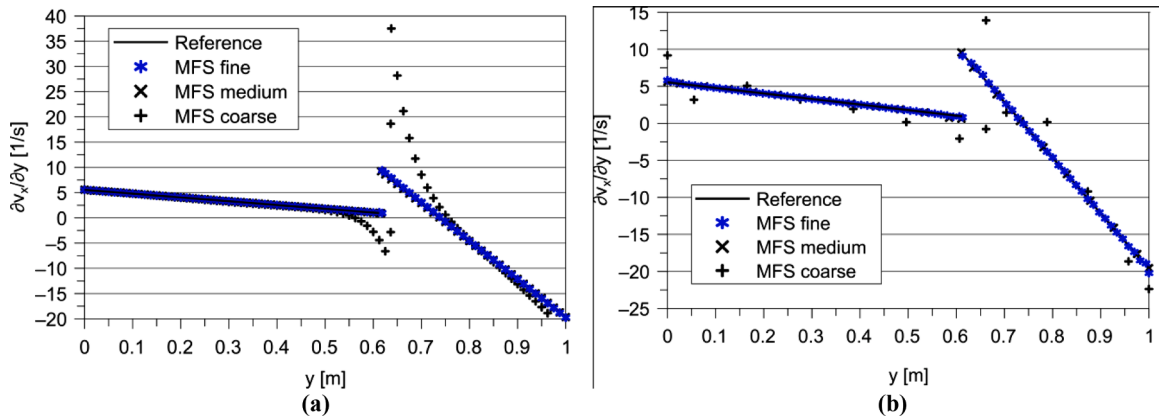 40
35
30
25
20
15
10
5
0
−5
−10
−15
−20
∂vₓ/∂y [1/s]
Reference
MFS fine
MFS medium
MFS coarse
0 0.1 0.2 0.3 0.4 0.5 0.6 0.7 0.8 0.9 1
y [m]
(a)
15
10
5
0
−5
−10
−15
−20
−25
∂vₓ/∂y [1/s]
Reference
MFS fine
MFS medium
MFS coarse
0 0.1 0.2 0.3 0.4 0.5 0.6 0.7 0.8 0.9 1
y [m]
(b)